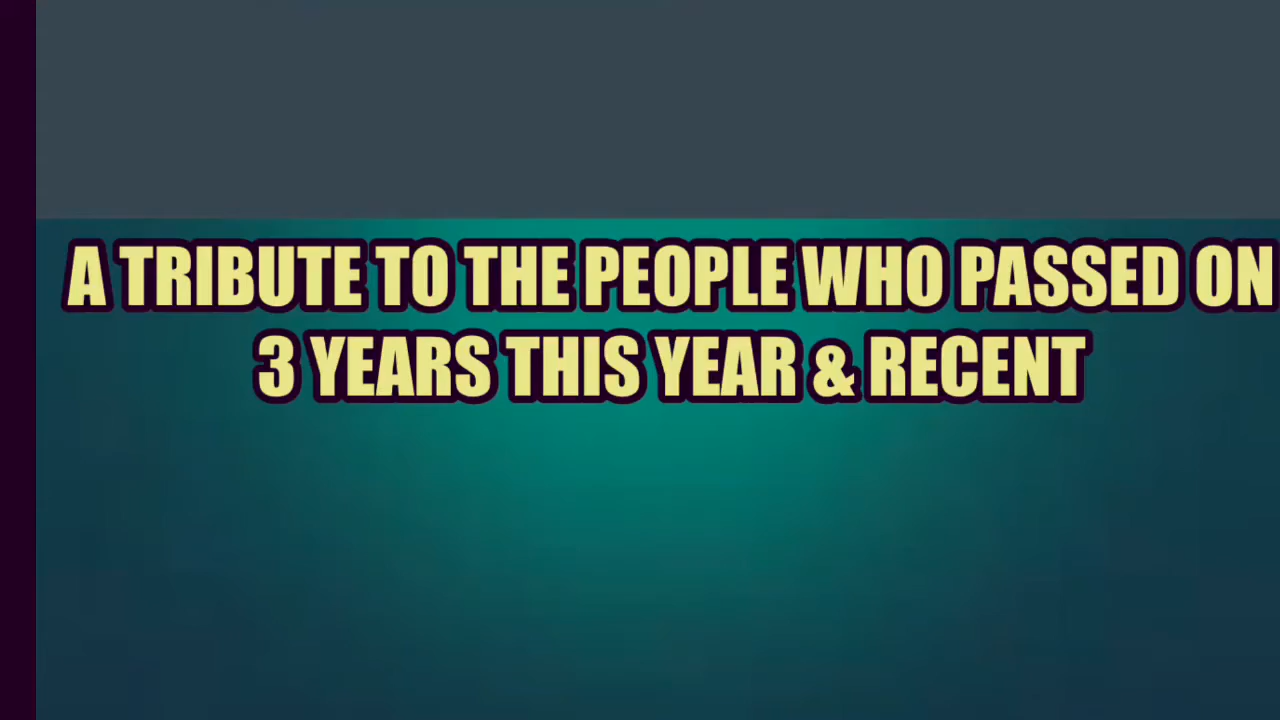 A TRIBUTE TO THE PEOPLE WHO PASSED ON
3 YEARS THIS YEAR & RECENT